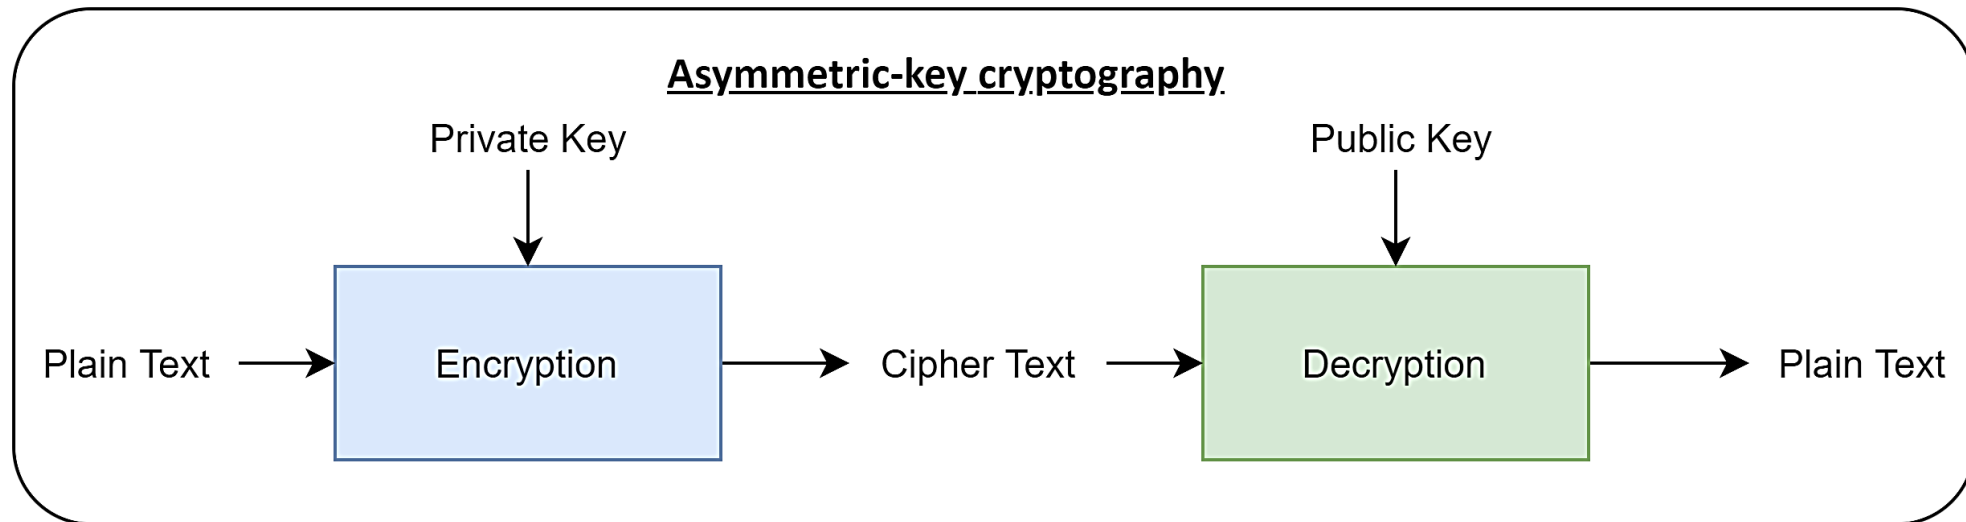 Asymmetric-key cryptography
Private Key
Public Key
Plain Text
Encryption
Cipher Text
Decryption
Plain Text